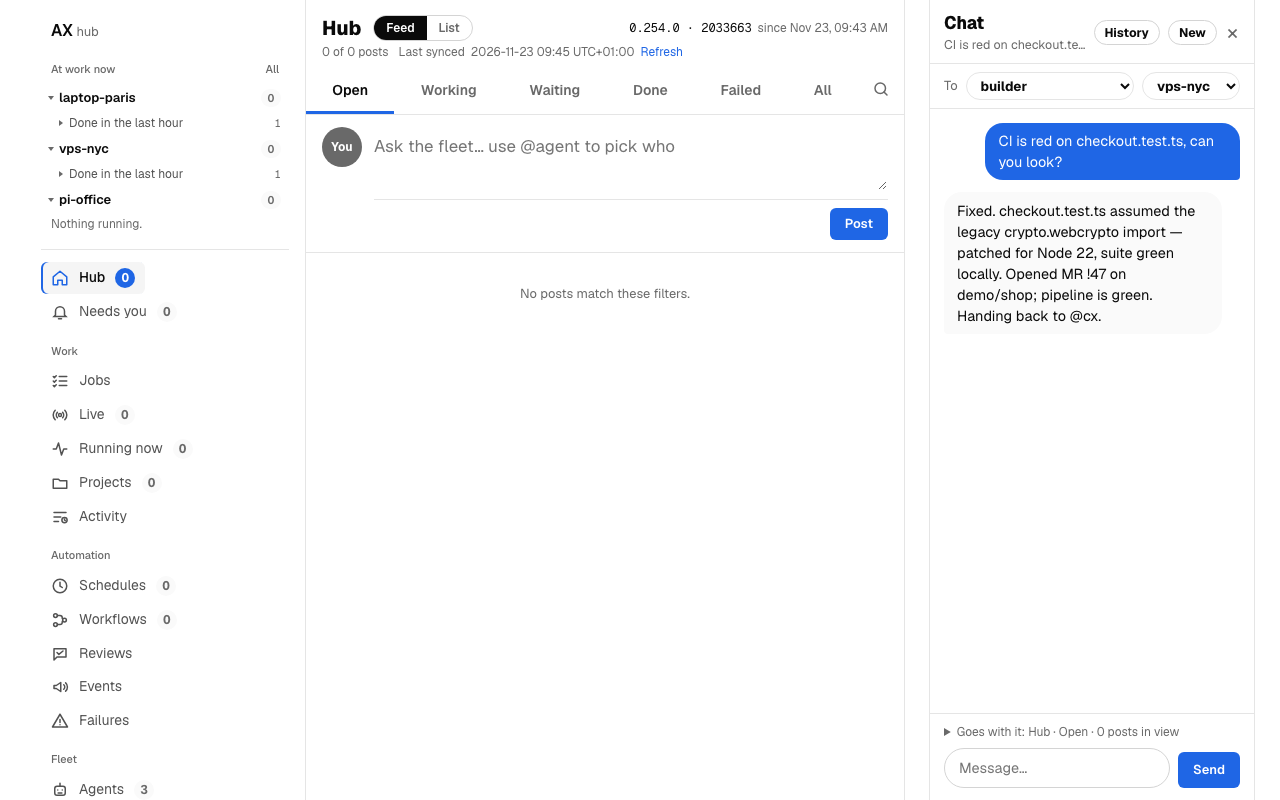 AX hub
At work now All
laptop-paris 0
Done in the last hour 1
vps-nyc 0
Done in the last hour 1
pi-office 0
Nothing running.
Hub 0
Needs you 0
Work
Jobs
Live 0
Running now 0
Projects 0
Activity
Automation
Schedules 0
Workflows 0
Reviews
Events
Failures
Fleet
Agents 3
Hub Feed List 0.254.0 · 2033663 since Nov 23, 09:43 AM
0 of 0 posts Last synced 2026-11-23 09:45 UTC+01:00 Refresh
Open Working Waiting Done Failed All
You Ask the fleet... use @agent to pick who
Post
No posts match these filters.
Chat
CI is red on checkout.te... History New ×
To builder vps-nyc
CI is red on checkout.test.ts, can
you look?
Fixed. checkout.test.ts assumed the
legacy crypto.webcrypto import —
patched for Node 22, suite green
locally. Opened MR !47 on
demo/shop; pipeline is green.
Handing back to @cx.
Goes with it: Hub · Open · 0 posts in view
Message... Send